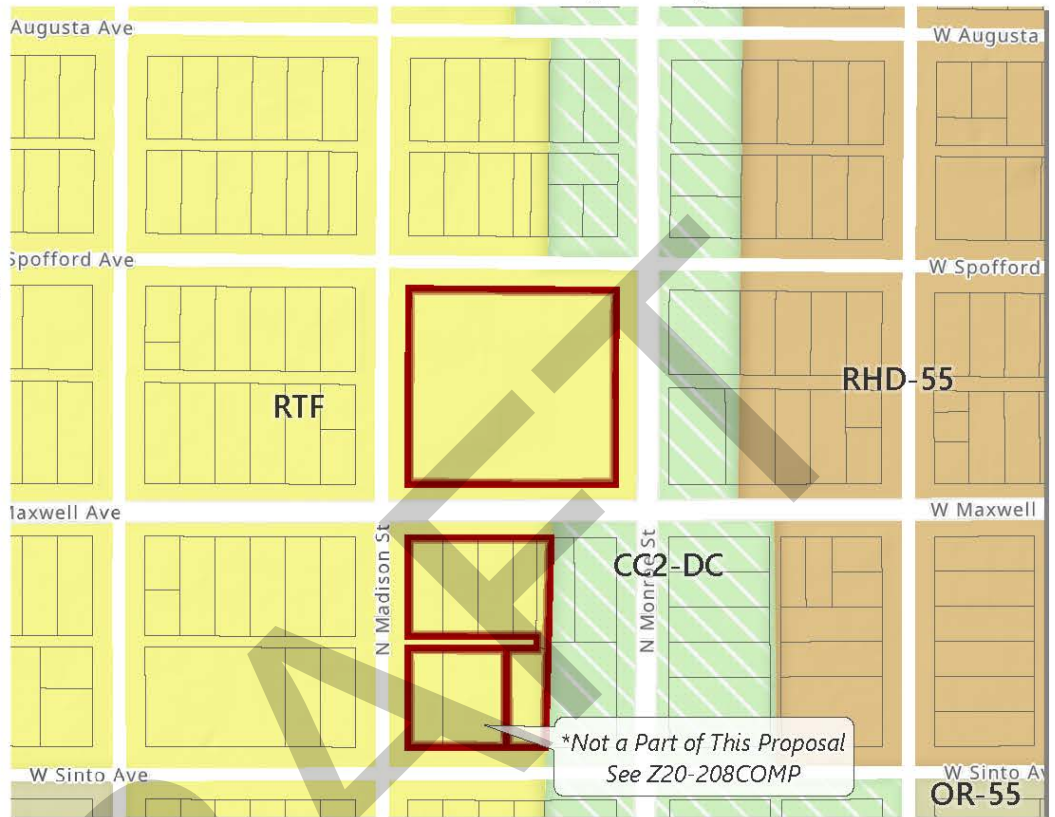 Augusta Ave
W Augusta
Spofford Ave
W Spofford
RHD-55
RTF
Maxwell Ave
W Maxwell
N Madison St
CC2-DC
N Monroe St
*Not a Part of This Proposal
See Z20-208COMP
W Sinto Ave
W Sinto Av
OR-55
DRAFT